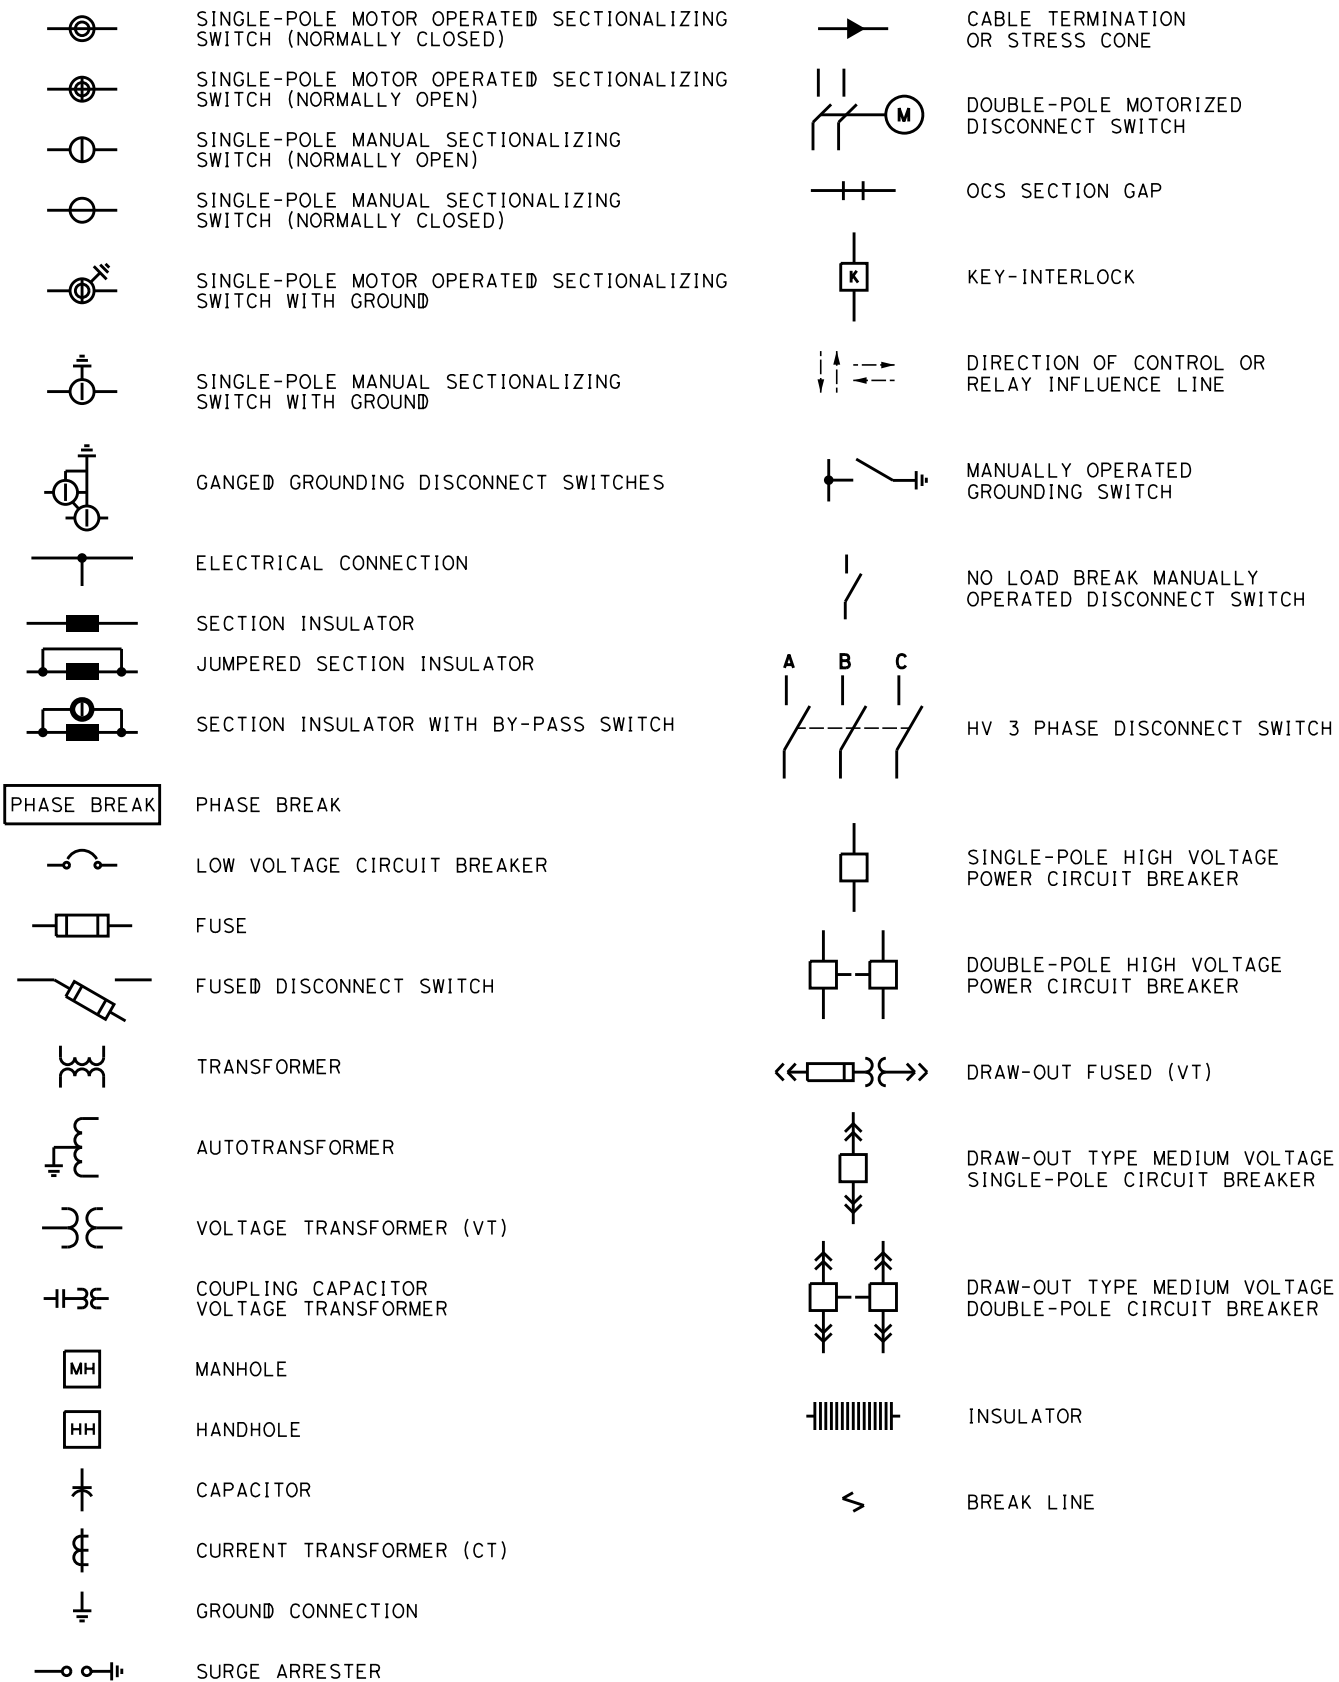 SINGLE-POLE MOTOR OPERATED SECTIONALIZING
SWITCH (NORMALLY CLOSED)
SINGLE-POLE MOTOR OPERATED SECTIONALIZING
SWITCH (NORMALLY OPEN)
SINGLE-POLE MANUAL SECTIONALIZING
SWITCH (NORMALLY OPEN)
SINGLE-POLE MANUAL SECTIONALIZING
SWITCH (NORMALLY CLOSED)
SINGLE-POLE MOTOR OPERATED SECTIONALIZING
SWITCH WITH GROUND
SINGLE-POLE MANUAL SECTIONALIZING
SWITCH WITH GROUND
GANGED GROUNDING DISCONNECT SWITCHES
ELECTRICAL CONNECTION
SECTION INSULATOR
JUMPERED SECTION INSULATOR
SECTION INSULATOR WITH BY-PASS SWITCH
PHASE BREAK
PHASE BREAK
LOW VOLTAGE CIRCUIT BREAKER
FUSE
FUSED DISCONNECT SWITCH
TRANSFORMER
AUTOTRANSFORMER
VOLTAGE TRANSFORMER (VT)
COUPLING CAPACITOR
VOLTAGE TRANSFORMER
MH
MANHOLE
HH
HANDHOLE
CAPACITOR
CURRENT TRANSFORMER (CT)
GROUND CONNECTION
SURGE ARRESTER
CABLE TERMINATION
OR STRESS CONE
M
DOUBLE-POLE MOTORIZED
DISCONNECT SWITCH
OCS SECTION GAP
K
KEY-INTERLOCK
DIRECTION OF CONTROL OR
RELAY INFLUENCE LINE
MANUALLY OPERATED
GROUNDING SWITCH
NO LOAD BREAK MANUALLY
OPERATED DISCONNECT SWITCH
A B C
HV 3 PHASE DISCONNECT SWITCH
SINGLE-POLE HIGH VOLTAGE
POWER CIRCUIT BREAKER
DOUBLE-POLE HIGH VOLTAGE
POWER CIRCUIT BREAKER
DRAW-OUT FUSED (VT)
DRAW-OUT TYPE MEDIUM VOLTAGE
SINGLE-POLE CIRCUIT BREAKER
DRAW-OUT TYPE MEDIUM VOLTAGE
DOUBLE-POLE CIRCUIT BREAKER
INSULATOR
BREAK LINE